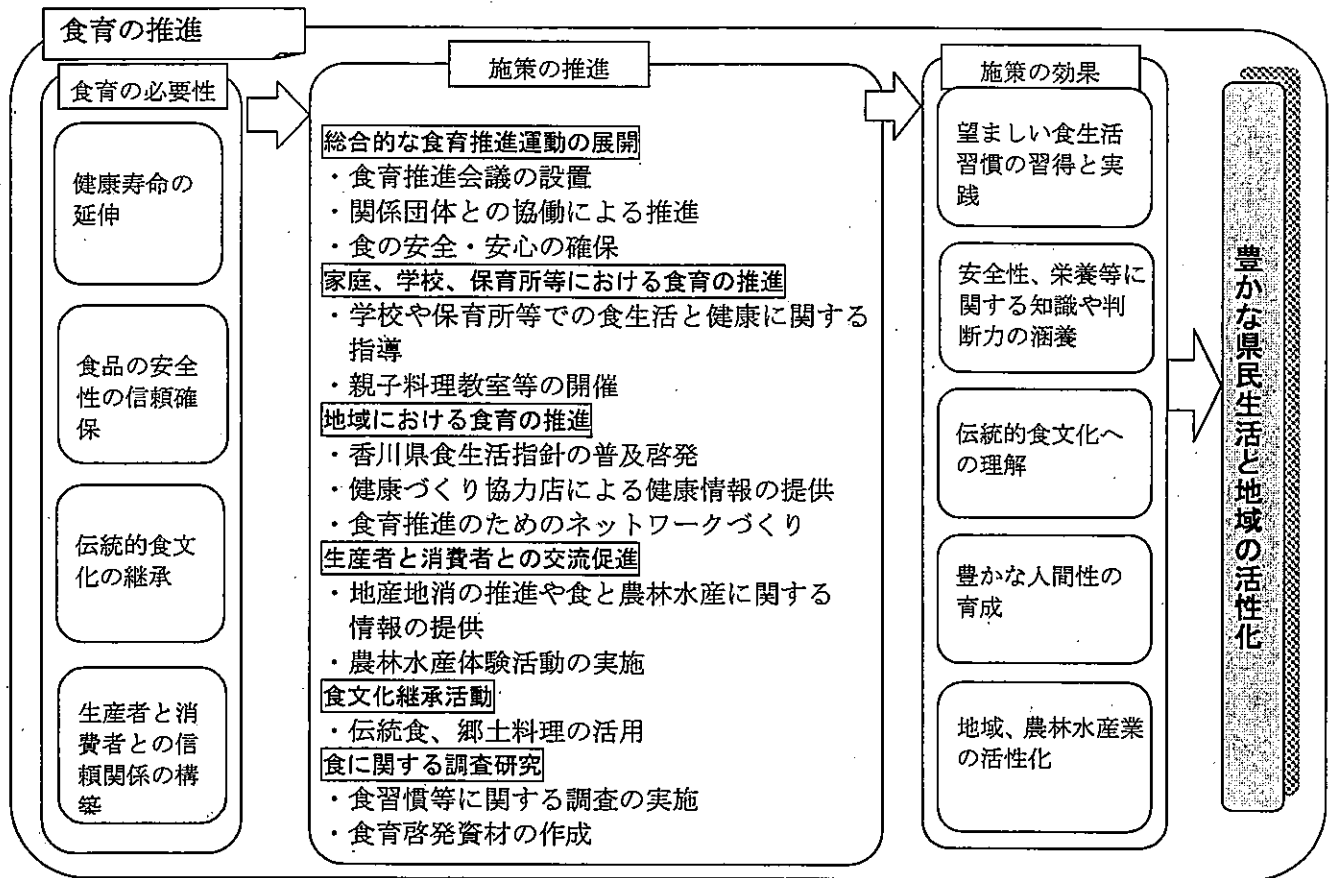 食育の推進
食育の必要性
健康寿命の
延伸
食品の安全
性の信頼確
保
伝統的食文
化の継承
生産者と消
費者との信
頼関係の構
築
施策の推進
総合的な食育推進運動の展開
・食育推進会議の設置
・関係団体との協働による推進
・食の安全・安心の確保
家庭、学校、保育所等における食育の推進
・学校や保育所等での食生活と健康に関する
指導
・親子料理教室等の開催
地域における食育の推進
・香川県食生活指針の普及啓発
・健康づくり協力店による健康情報の提供
・食育推進のためのネットワークづくり
生産者と消費者との交流促進
・地産地消の推進や食と農林水産に関する
情報の提供
・農林水産体験活動の実施
食文化継承活動
・伝統食、郷土料理の活用
食に関する調査研究
・食習慣等に関する調査の実施
・食育啓発資材の作成
施策の効果
望ましい食生活
習慣の習得と実
践
安全性、栄養等に
関する知識や判
断力の涵養
伝統的食文化へ
の理解
豊かな人間性の
育成
地域、農林水産業
の活性化
豊かな県民生活と地域の活性化